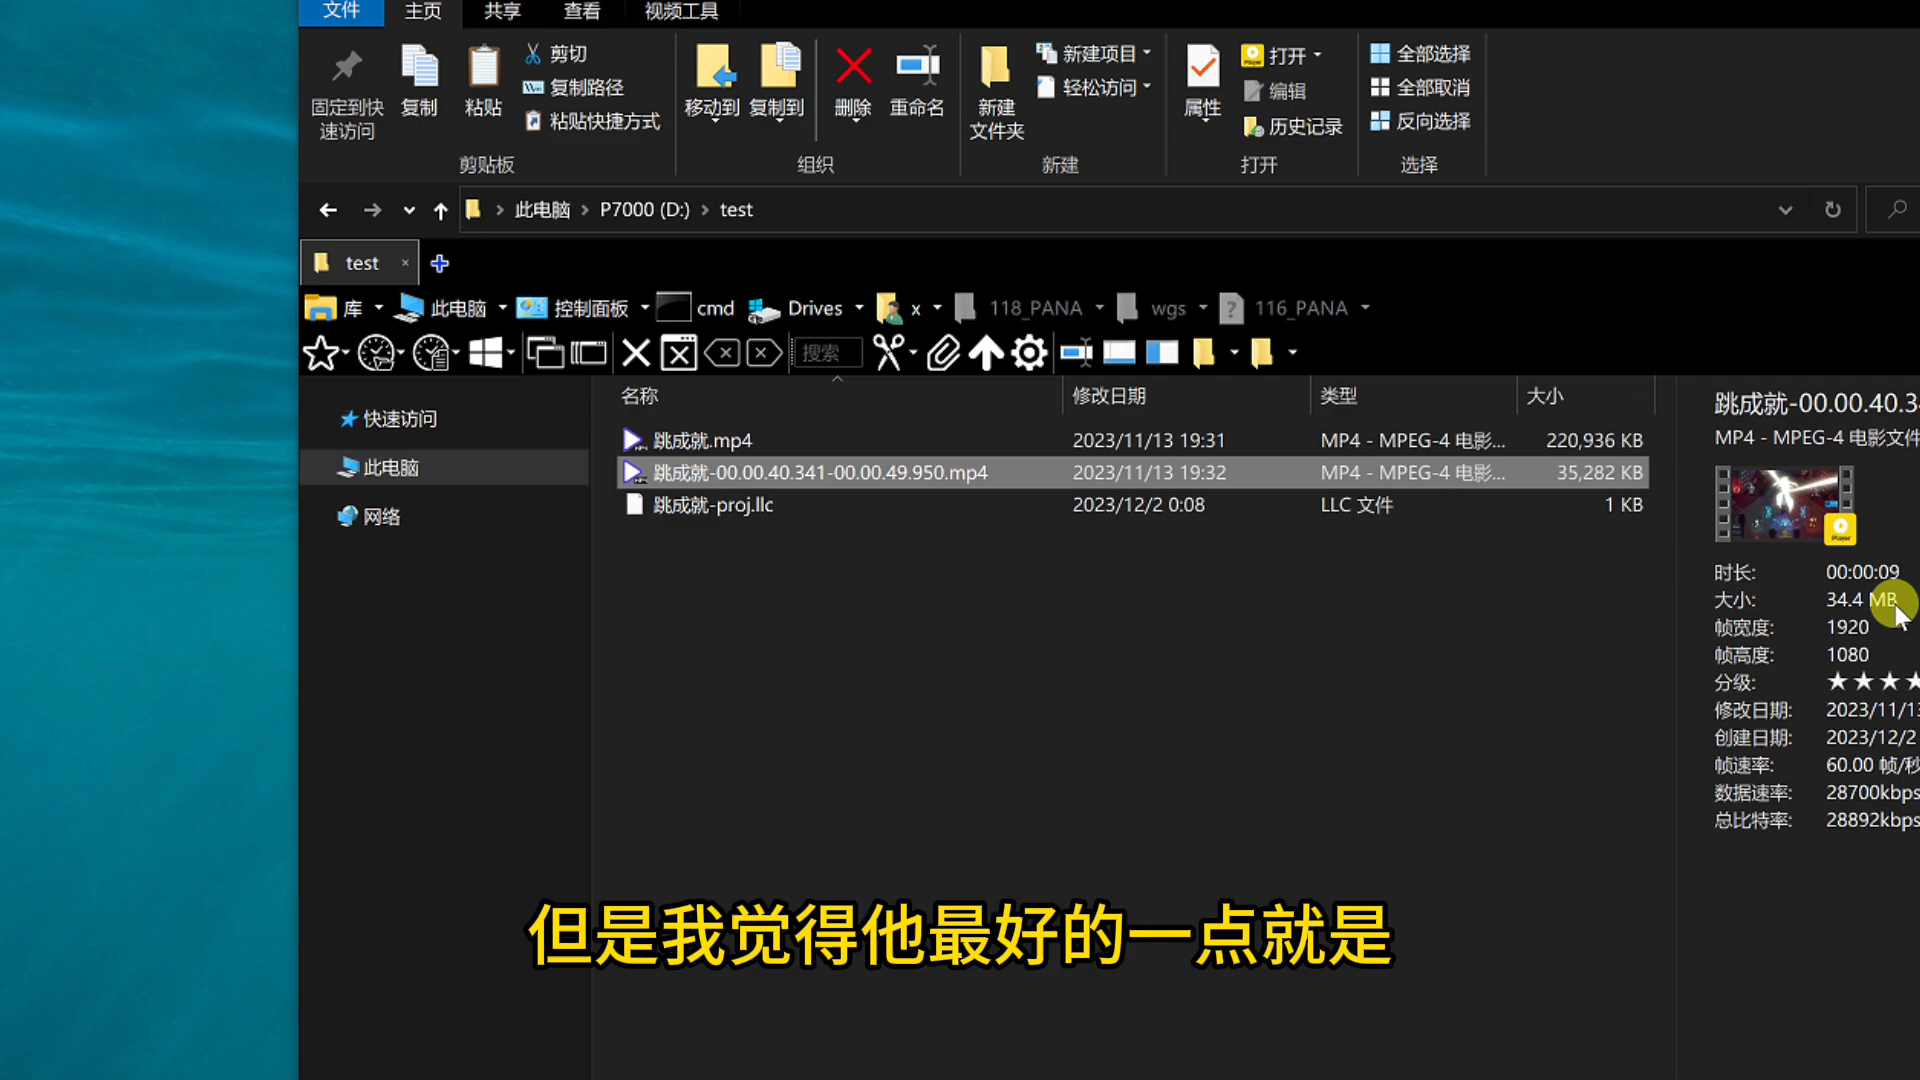 文件 主页 共享 查看 视频工具
固定到快速访问 复制 粘贴 剪切 复制路径 粘贴快捷方式
移动到 复制到 删除 重命名
新建文件夹 新建项目 轻松访问
属性 打开 编辑 历史记录
全部选择 全部取消 反向选择
剪贴板 组织 新建 打开 选择
此电脑 P7000 (D:) test
test
库 此电脑 控制面板 cmd Drives x 118_PANA wgs 116_PANA
搜索
快速访问
此电脑
网络
名称 修改日期 类型 大小
跳成就.mp4 2023/11/13 19:31 MP4 - MPEG-4 电影... 220,936 KB
跳成就-00.00.40.341-00.00.49.950.mp4 2023/11/13 19:32 MP4 - MPEG-4 电影... 35,282 KB
跳成就-proj.llc 2023/12/2 0:08 LLC 文件 1 KB
跳成就-00.00.40.3
MP4 - MPEG-4 电影文件
时长: 00:00:09
大小: 34.4 MB
帧宽度: 1920
帧高度: 1080
分级: ★★★★
修改日期: 2023/11/13
创建日期: 2023/12/2
帧速率: 60.00 帧/秒
数据速率: 28700kbps
总比特率: 28892kbps
但是我觉得他最好的一点就是